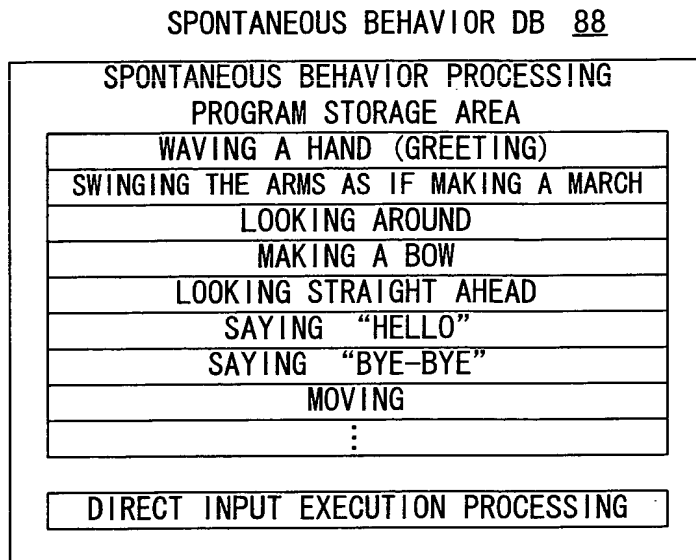 SPONTANEOUS BEHAVIOR DB 88
SPONTANEOUS BEHAVIOR PROCESSING
PROGRAM STORAGE AREA
WAVING A HAND (GREETING)
SWINGING THE ARMS AS IF MAKING A MARCH
LOOKING AROUND
MAKING A BOW
LOOKING STRAIGHT AHEAD
SAYING “HELLO”
SAYING “BYE-BYE”
MOVING
⋮
DIRECT INPUT EXECUTION PROCESSING